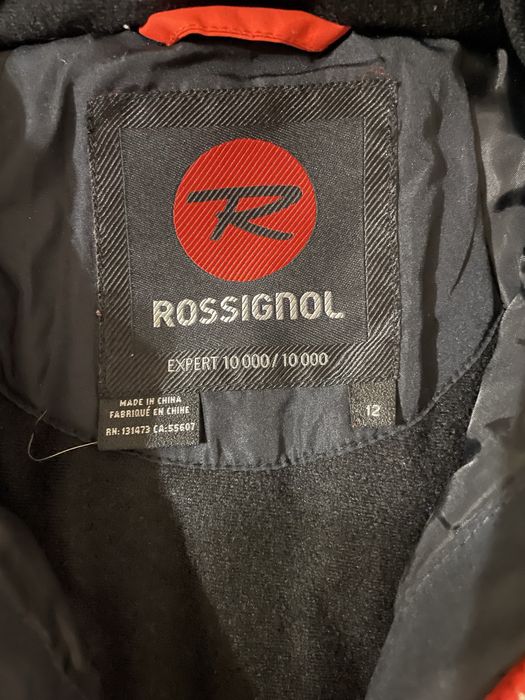 R
ROSSIGNOL
EXPERT 10 000 / 10 000
MADE IN CHINA
FABRIQUÉ EN CHINE
RN: 131473 CA:55607
12